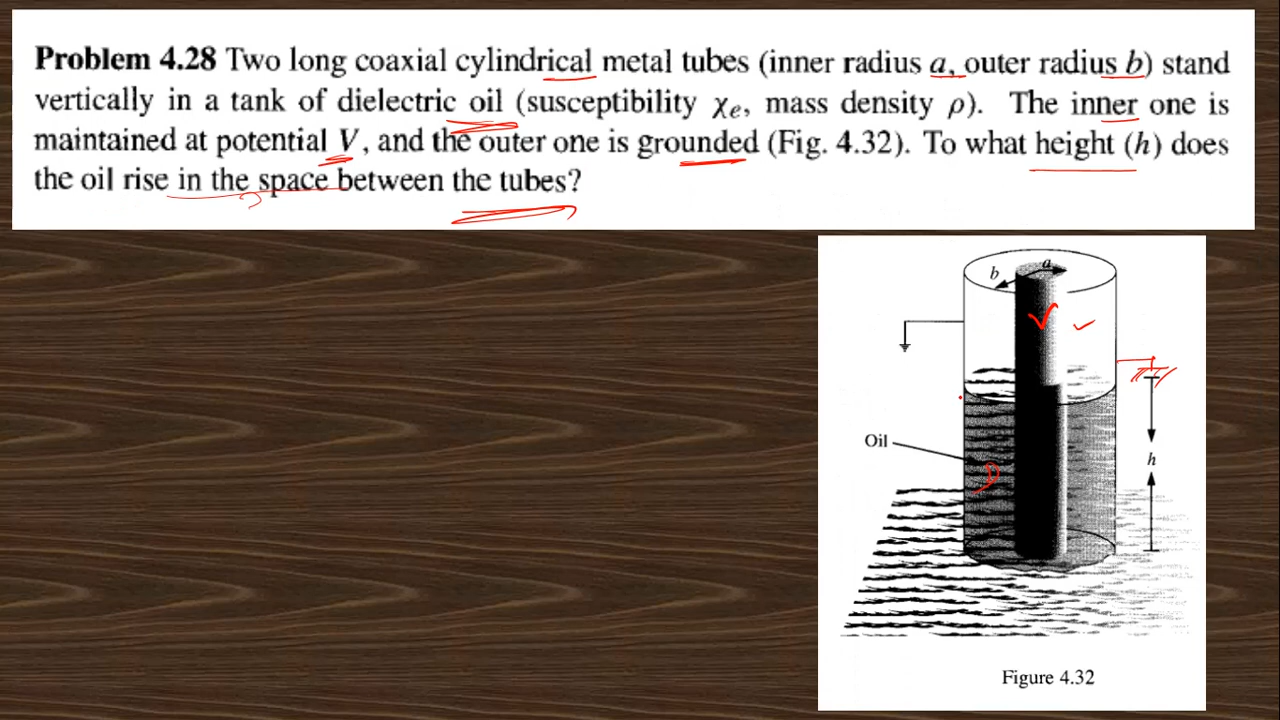 Problem 4.28 Two long coaxial cylindrical metal tubes (inner radius a, outer radius b) stand
vertically in a tank of dielectric oil (susceptibility χe, mass density ρ). The inner one is
maintained at potential V, and the outer one is grounded (Fig. 4.32). To what height (h) does
the oil rise in the space between the tubes?
a
b
V
Oil
h
Figure 4.32